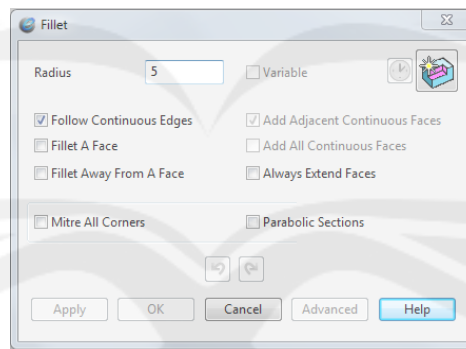 Fillet
Radius 5 Variable
Follow Continuous Edges Add Adjacent Continuous Faces
Fillet A Face Add All Continuous Faces
Fillet Away From A Face Always Extend Faces
Mitre All Corners Parabolic Sections
Apply OK Cancel Advanced Help